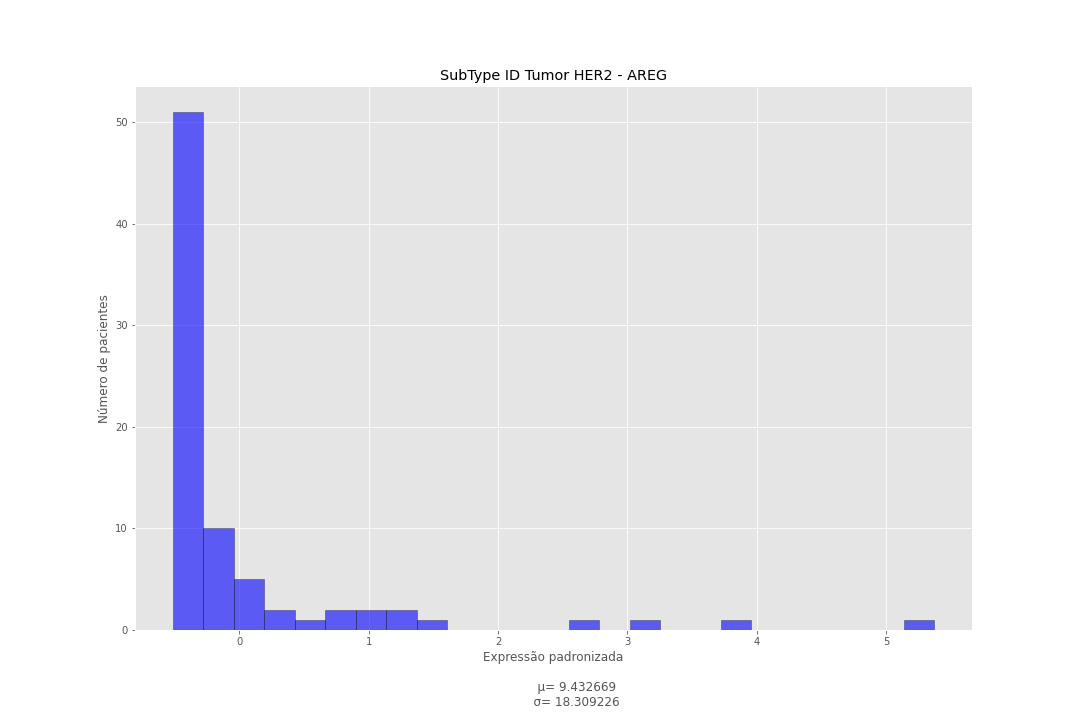 SubType ID Tumor HER2 - AREG
Número de pacientes
50
40
30
20
10
0
0 1 2 3 4 5
Expressão padronizada
μ= 9.432669
σ= 18.309226